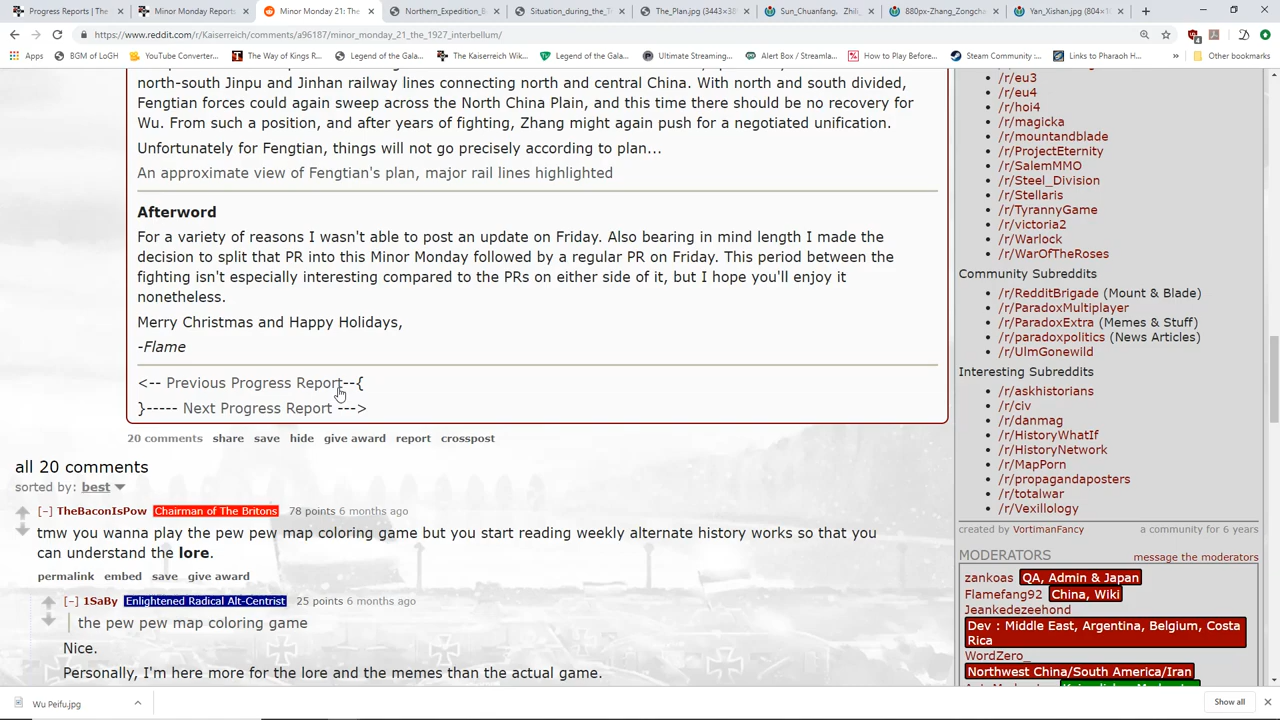 Progress Reports | The
Minor Monday Reports
Minor Monday 21: The
Northern_Expedition_B
Situation_during_the_
The_Plan.jpg (3443×38
Sun_Chuanfang,_Zhili_
880px-Zhang_Zongcha
Yan_Xishan.jpg (804×10
https://www.reddit.com/r/Kaiserreich/comments/a96187/minor_monday_21_the_1927_interbellum/
Apps
BGM of LoGH
YouTube Converter...
The Way of Kings R...
Legend of the Gala...
The Kaiserreich Wik...
Legend of the Gala...
Ultimate Streaming...
Alert Box / Streamla...
How to Play Before...
Steam Community :...
Links to Pharaoh H...
Other bookmarks
north-south Jinpu and Jinhan railway lines connecting north and central China. With north and south divided,
Fengtian forces could again sweep across the North China Plain, and this time there should be no recovery for
Wu. From such a position, and after years of fighting, Zhang might again push for a negotiated unification.
Unfortunately for Fengtian, things will not go precisely according to plan...
An approximate view of Fengtian's plan, major rail lines highlighted
Afterword
For a variety of reasons I wasn't able to post an update on Friday. Also bearing in mind length I made the
decision to split that PR into this Minor Monday followed by a regular PR on Friday. This period between the
fighting isn't especially interesting compared to the PRs on either side of it, but I hope you'll enjoy it
nonetheless.
Merry Christmas and Happy Holidays,
-Flame
<-- Previous Progress Report--{
}----- Next Progress Report --->
20 comments share save hide give award report crosspost
all 20 comments
sorted by: best
[–] TheBaconIsPow Chairman of The Britons 78 points 6 months ago
tmw you wanna play the pew pew map coloring game but you start reading weekly alternate history works so that you
can understand the lore.
permalink embed save give award
[–] 1SaBy Enlightened Radical Alt-Centrist 25 points 6 months ago
the pew pew map coloring game
Nice.
Personally, I'm here more for the lore and the memes than the actual game.
/r/eu3
/r/eu4
/r/hoi4
/r/magicka
/r/mountandblade
/r/ProjectEternity
/r/SalemMMO
/r/Steel_Division
/r/Stellaris
/r/TyrannyGame
/r/victoria2
/r/Warlock
/r/WarOfTheRoses
Community Subreddits
/r/RedditBrigade (Mount & Blade)
/r/ParadoxMultiplayer
/r/ParadoxExtra (Memes & Stuff)
/r/paradoxpolitics (News Articles)
/r/UlmGonewild
Interesting Subreddits
/r/askhistorians
/r/civ
/r/danmag
/r/HistoryWhatIf
/r/HistoryNetwork
/r/MapPorn
/r/propagandaposters
/r/totalwar
/r/Vexillology
created by VortimanFancy a community for 6 years
MODERATORS message the moderators
zankoas QA, Admin & Japan
Flamefang92 China, Wiki
Jeankedezeehond
Dev : Middle East, Argentina, Belgium, Costa
Rica
WordZero_
Northwest China/South America/Iran
Wu Peifu.jpg
Show all